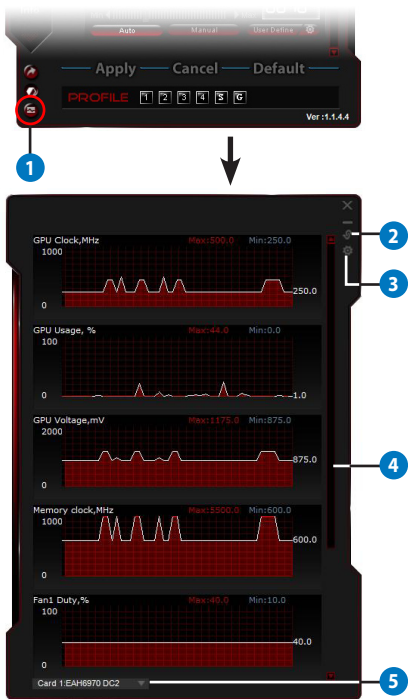 Auto Manual User Define
Apply Cancel Default
PROFILE 1 2 3 4 S G
Ver :1.1.4.4
1
2
3
GPU Clock,MHz Max:500.0 Min:250.0
1000
250.0
0
GPU Usage, % Max:44.0 Min:0.0
100
0
1.0
GPU Voltage,mV Max:1175.0 Min:875.0
2000
875.0
0
4
Memory clock,MHz Max:5500.0 Min:600.0
1000
600.0
0
Fan1 Duty,% Max:40.0 Min:10.0
100
40.0
0
Card 1:EAH6970 DC2
5